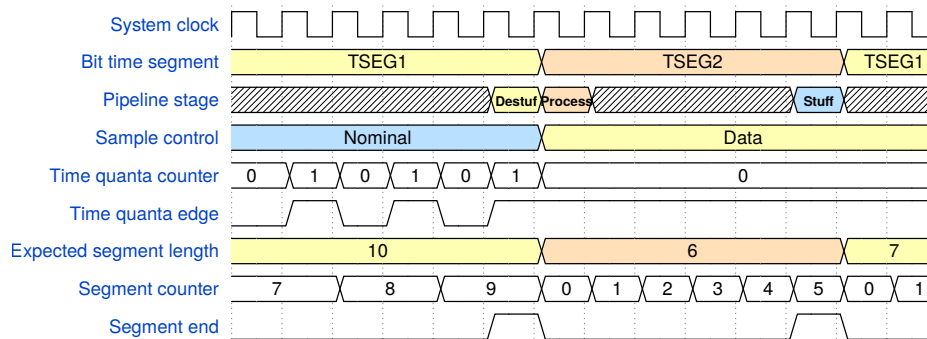 System clock
Bit time segment TSEG1 TSEG2 TSEG1
Pipeline stage Destuf Process Stuff
Sample control Nominal Data
Time quanta counter 0 1 0 1 0 1 0
Time quanta edge
Expected segment length 10 6 7
Segment counter 7 8 9 0 1 2 3 4 5 0 1
Segment end